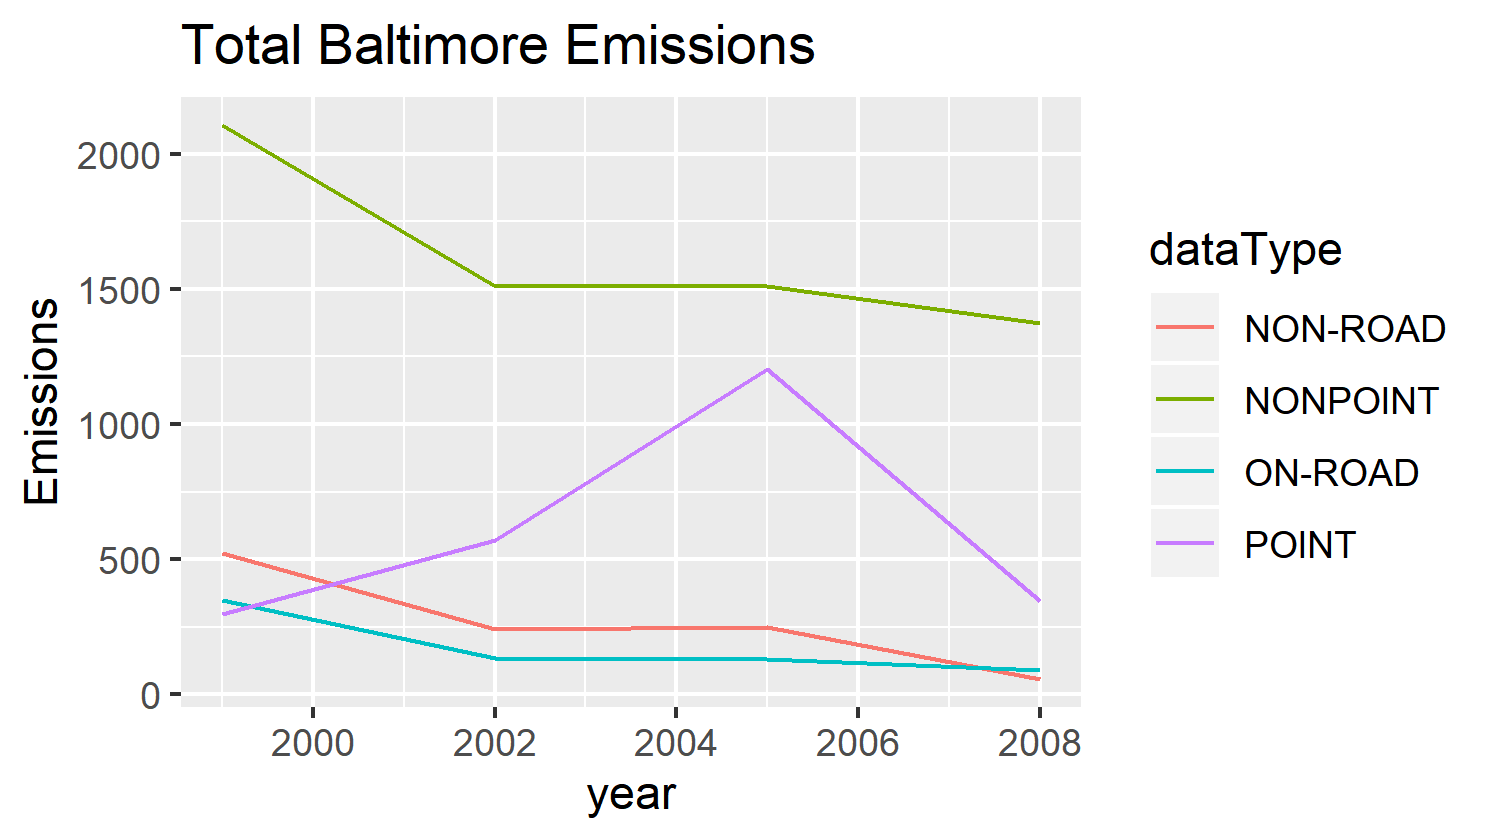 Total Baltimore Emissions
Emissions
2000
1500
1000
500
0
2000 2002 2004 2006 2008
year
dataType
NON-ROAD
NONPOINT
ON-ROAD
POINT